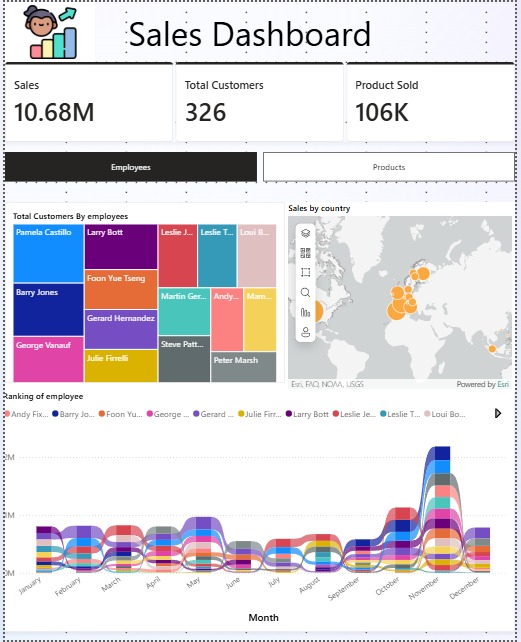 Sales Dashboard
Sales
10.68M
Total Customers
326
Product Sold
106K
Employees
Products
Total Customers By employees
Pamela Castillo
Larry Bott
Leslie J...
Leslie T...
Loui B...
Foon Yue Tseng
Barry Jones
Martin Ger...
Andy...
Mam...
Gerard Hernandez
George Vanauf
Steve Patt...
Julie Firrelli
Peter Marsh
Sales by country
Esri, FAO, NOAA, USGS
Powered by Esri
Ranking of employee
Andy Fix... Barry Jo... Foon Yu... George ... Gerard ... Julie Firr... Larry Bott Leslie Je... Leslie T... Loui Bo...
January February March April May June July August September October November December
Month